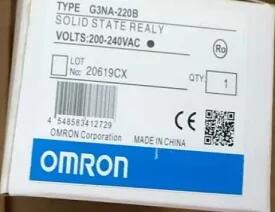 TYPE G3NA-220B
SOLID STATE REALY
VOLTS:200-240VAC
Ro
LOT
No: 20619CX
QTY: 1
4 548583 412729
OMRON Corporation MADE IN CHINA
OMRON